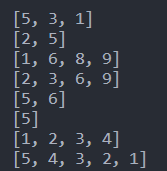 [5, 3, 1]
[2, 5]
[1, 6, 8, 9]
[2, 3, 6, 9]
[5, 6]
[5]
[1, 2, 3, 4]
[5, 4, 3, 2, 1]